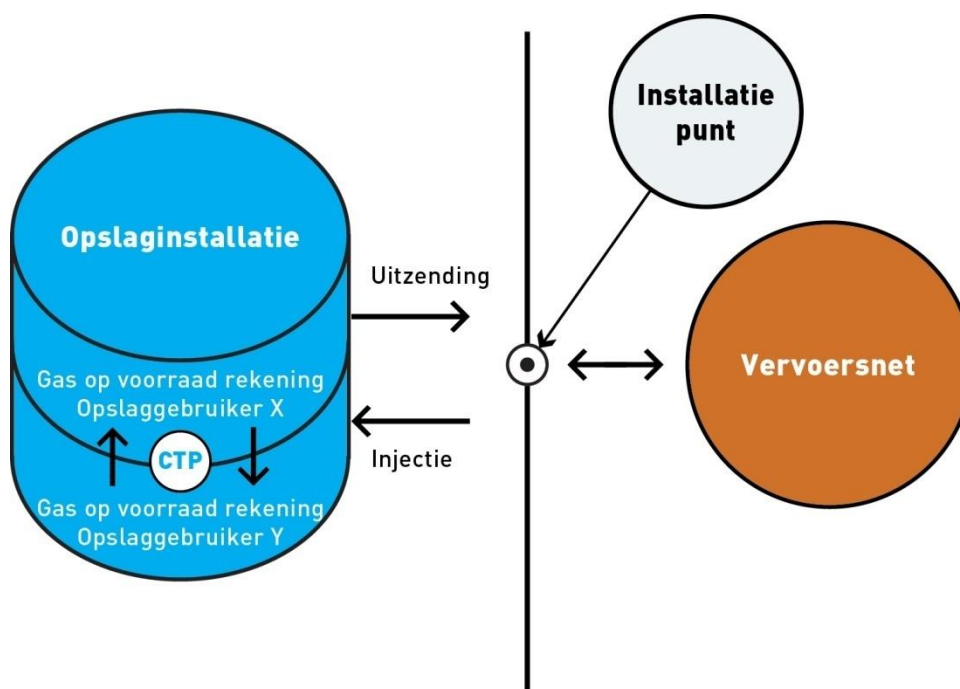 Installatie
punt
Opslaginstallatie
Uitzending
Vervoersnet
Gas op voorraad rekening
Opslaggebruiker X
CTP
Injectie
Gas op voorraad rekening
Opslaggebruiker Y